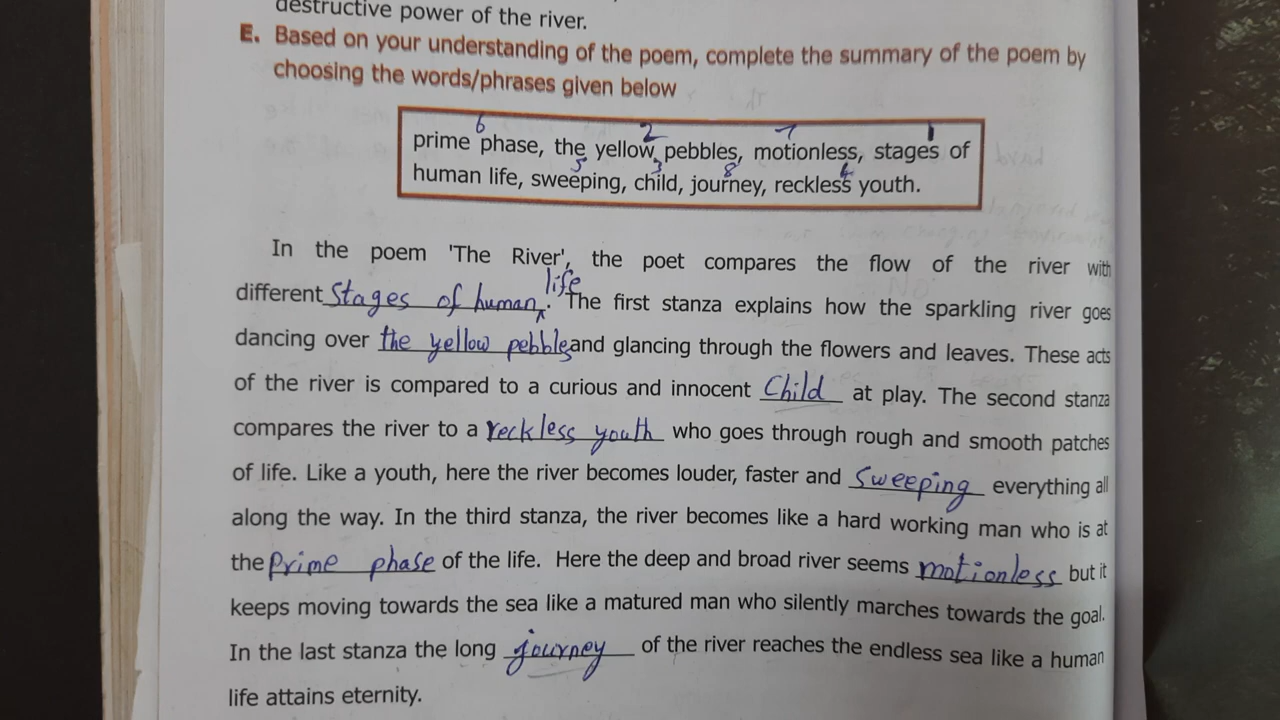 destructive power of the river.
E. Based on your understanding of the poem, complete the summary of the poem by
choosing the words/phrases given below
6 2 7 1
prime phase, the yellow pebbles, motionless, stages of
5 3 8 4
human life, sweeping, child, journey, reckless youth.
In the poem 'The River', the poet compares the flow of the river with
life
different Stages of human. The first stanza explains how the sparkling river goes
dancing over the yellow pebbles and glancing through the flowers and leaves. These acts
of the river is compared to a curious and innocent Child at play. The second stanza
compares the river to a reckless youth who goes through rough and smooth patches
of life. Like a youth, here the river becomes louder, faster and Sweeping everything all
along the way. In the third stanza, the river becomes like a hard working man who is at
the Prime phase of the life. Here the deep and broad river seems motionless but it
keeps moving towards the sea like a matured man who silently marches towards the goal.
In the last stanza the long journey of the river reaches the endless sea like a human
life attains eternity.